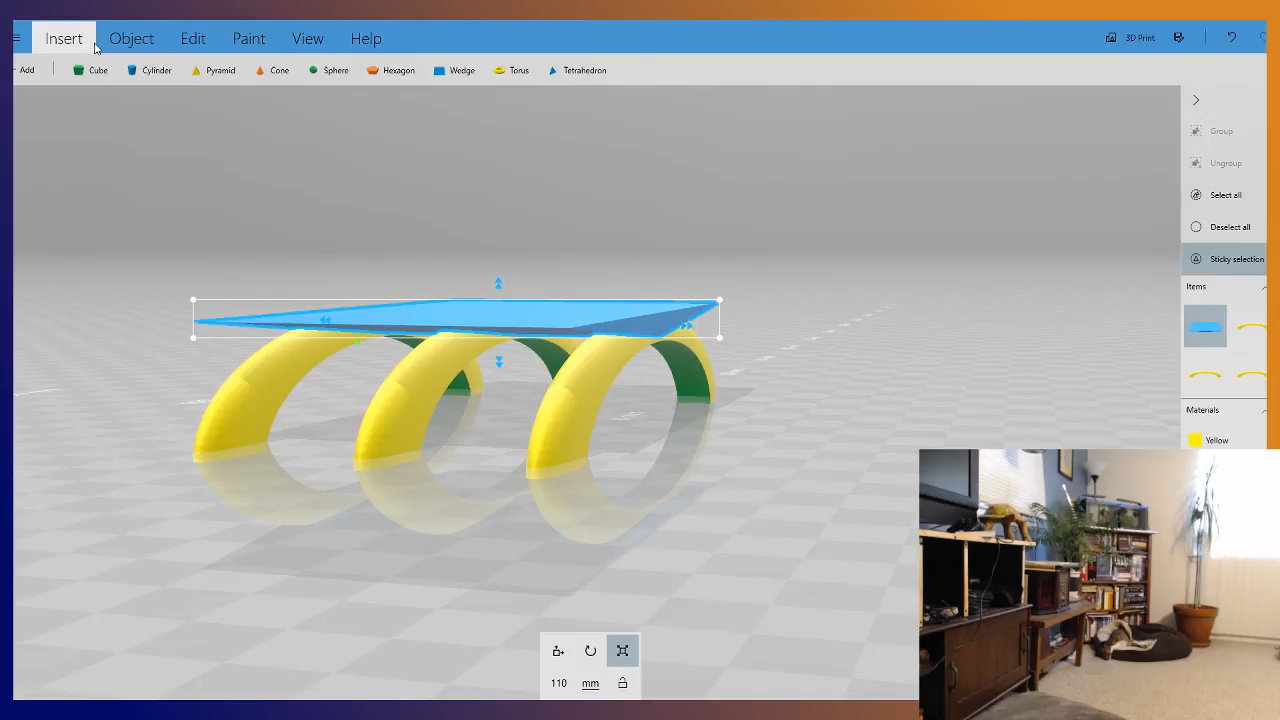 Insert Object Edit Paint View Help 3D Print
Add Cube Cylinder Pyramid Cone Sphere Hexagon Wedge Torus Tetrahedron
Group
Ungroup
Select all
Deselect all
Sticky selection
Items
Materials
Yellow
110 mm